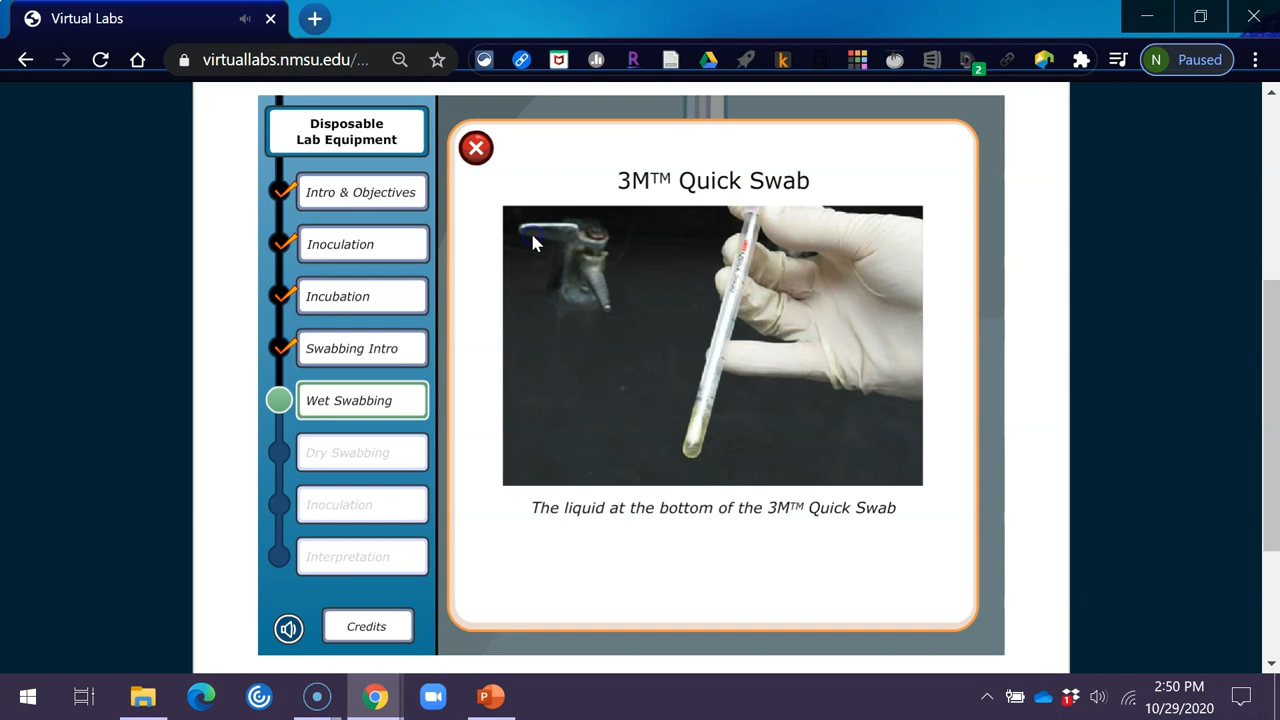 Virtual Labs
virtuallabs.nmsu.edu/...
N Paused
2
Disposable
Lab Equipment
Intro & Objectives
Inoculation
Incubation
Swabbing Intro
Wet Swabbing
Dry Swabbing
Inoculation
Interpretation
Credits
3M™ Quick Swab
The liquid at the bottom of the 3M™ Quick Swab
2:50 PM
10/29/2020
1